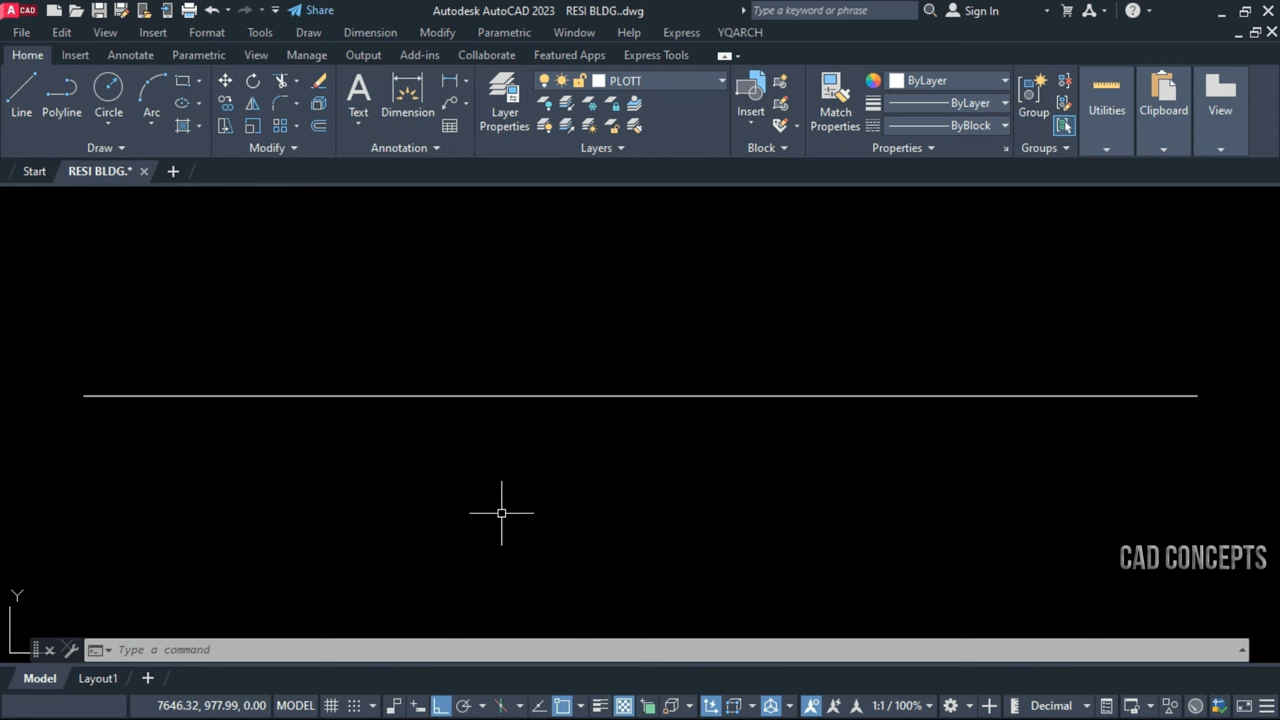 CAD
Share
Autodesk AutoCAD 2023 RESI BLDG..dwg
Type a keyword or phrase
Sign In
File Edit View Insert Format Tools Draw Dimension Modify Parametric Window Help Express YQARCH
Home Insert Annotate Parametric View Manage Output Add-ins Collaborate Featured Apps Express Tools
PLOTT
ByLayer
ByLayer
ByBlock
Line Polyline Circle Arc
Text Dimension
Layer
Properties
Insert
Match
Properties
Group
Utilities
Clipboard
View
Draw Modify Annotation Layers Block Properties Groups
Start RESI BLDG.*
CAD CONCEPTS
Y
Type a command
Model Layout1
7646.32, 977.99, 0.00 MODEL 1:1 / 100% Decimal